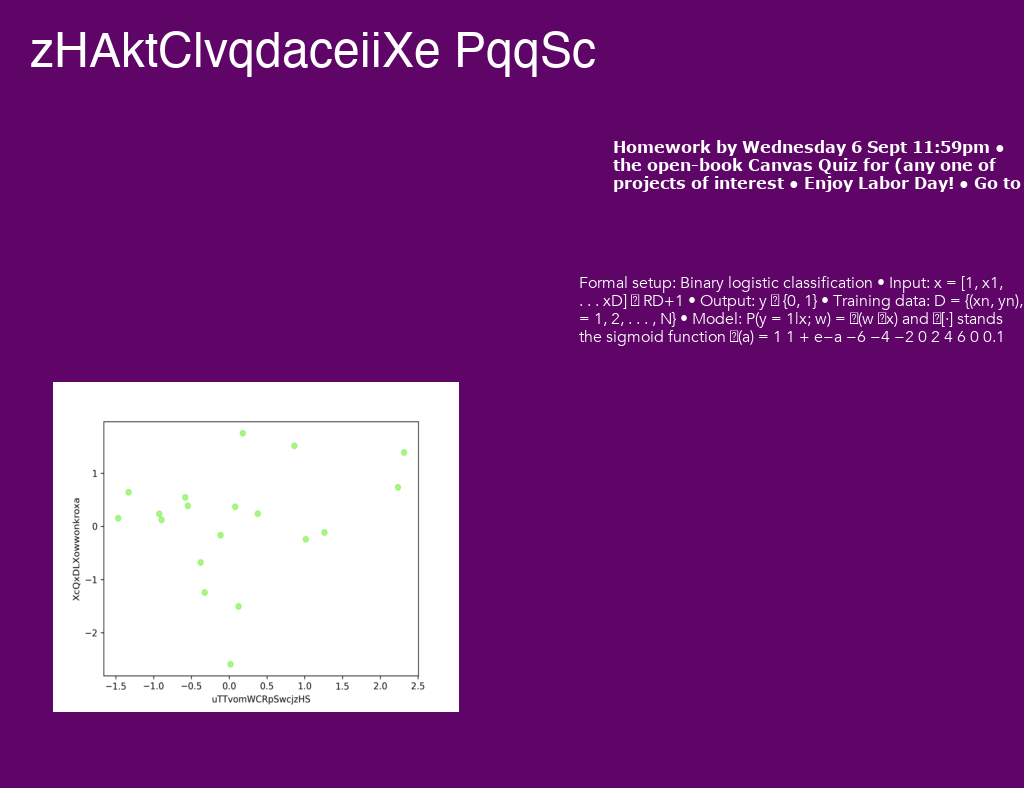 zHAktClvqdaceiiXe PqqSc
Homework by Wednesday 6 Sept 11:59pm ●
the open-book Canvas Quiz for (any one of
projects of interest ● Enjoy Labor Day! ● Go to
Formal setup: Binary logistic classification • Input: x = [1, x1,
. . . xD] RD+1 • Output: y {0, 1} • Training data: D = {(xn, yn),
= 1, 2, . . . , N} • Model: P(y = 1|x; w) = (w x) and [·] stands
the sigmoid function (a) = 1 1 + e−a −6 −4 −2 0 2 4 6 0 0.1
1
0
−1
−2
XcQxDLXowwonkroxa
−1.5 −1.0 −0.5 0.0 0.5 1.0 1.5 2.0 2.5
uTTvomWCRpSwcjzHS